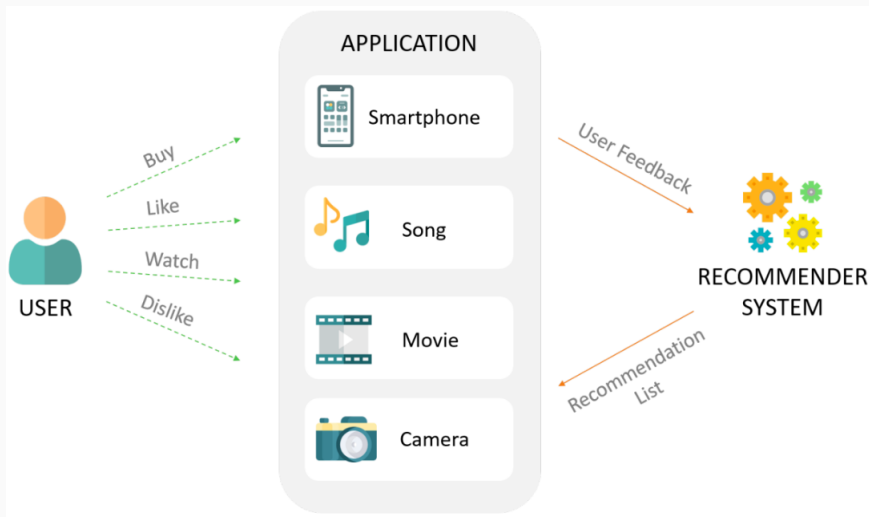 APPLICATION
Smartphone
Song
Movie
Camera
Buy
Like
Watch
Dislike
USER
User Feedback
RECOMMENDER
SYSTEM
Recommendation
List